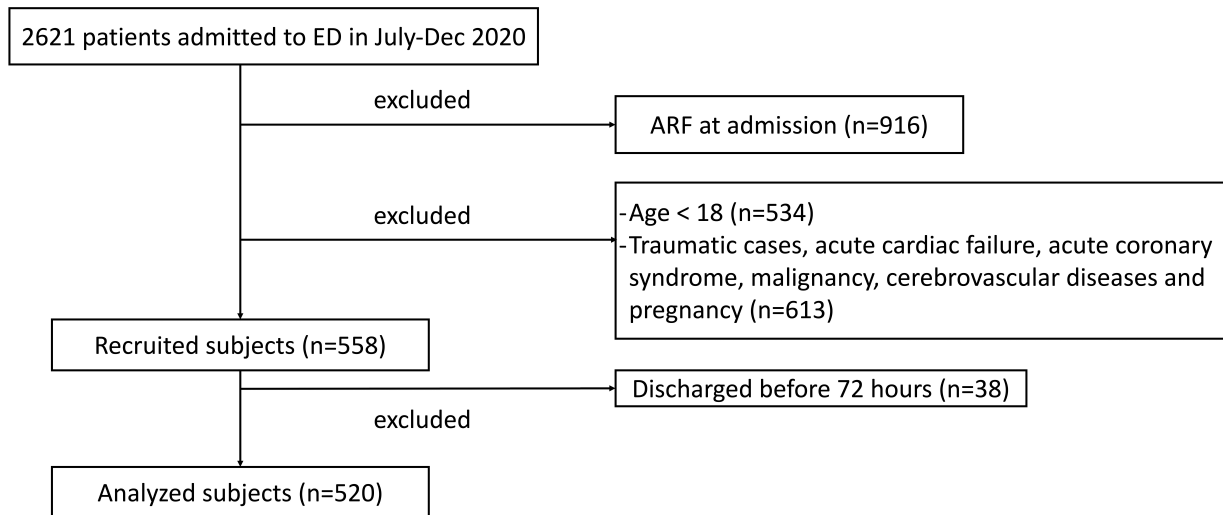 2621 patients admitted to ED in July-Dec 2020
excluded
ARF at admission (n=916)
excluded
-Age < 18 (n=534)
-Traumatic cases, acute cardiac failure, acute coronary
syndrome, malignancy, cerebrovascular diseases and
pregnancy (n=613)
Recruited subjects (n=558)
Discharged before 72 hours (n=38)
excluded
Analyzed subjects (n=520)